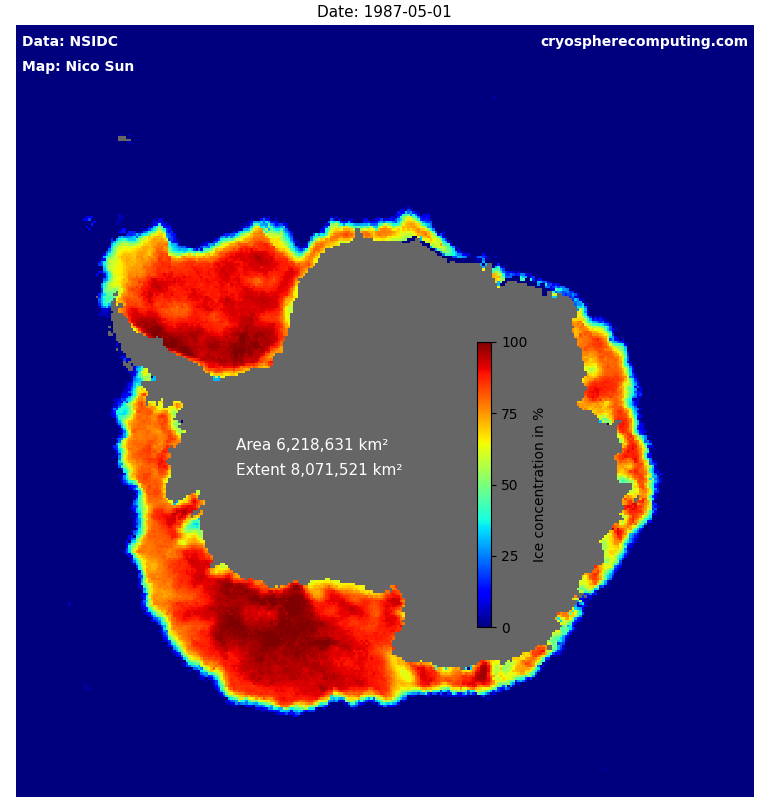 Date: 1987-05-01
Data: NSIDC
cryospherecomputing.com
Map: Nico Sun
100
75
50
25
0
Ice concentration in %
Area 6,218,631 km²
Extent 8,071,521 km²